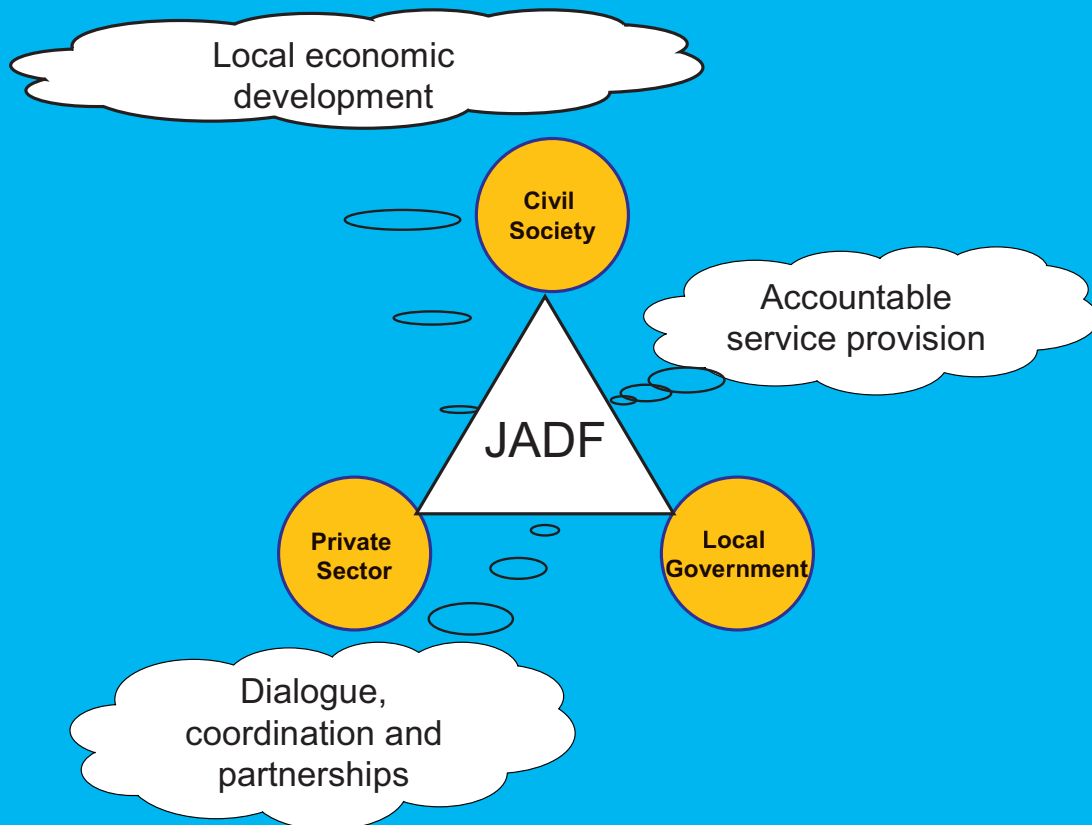 Local economic
development
Civil
Society
Accountable
service provision
JADF
Private
Sector
Local
Government
Dialogue,
coordination and
partnerships